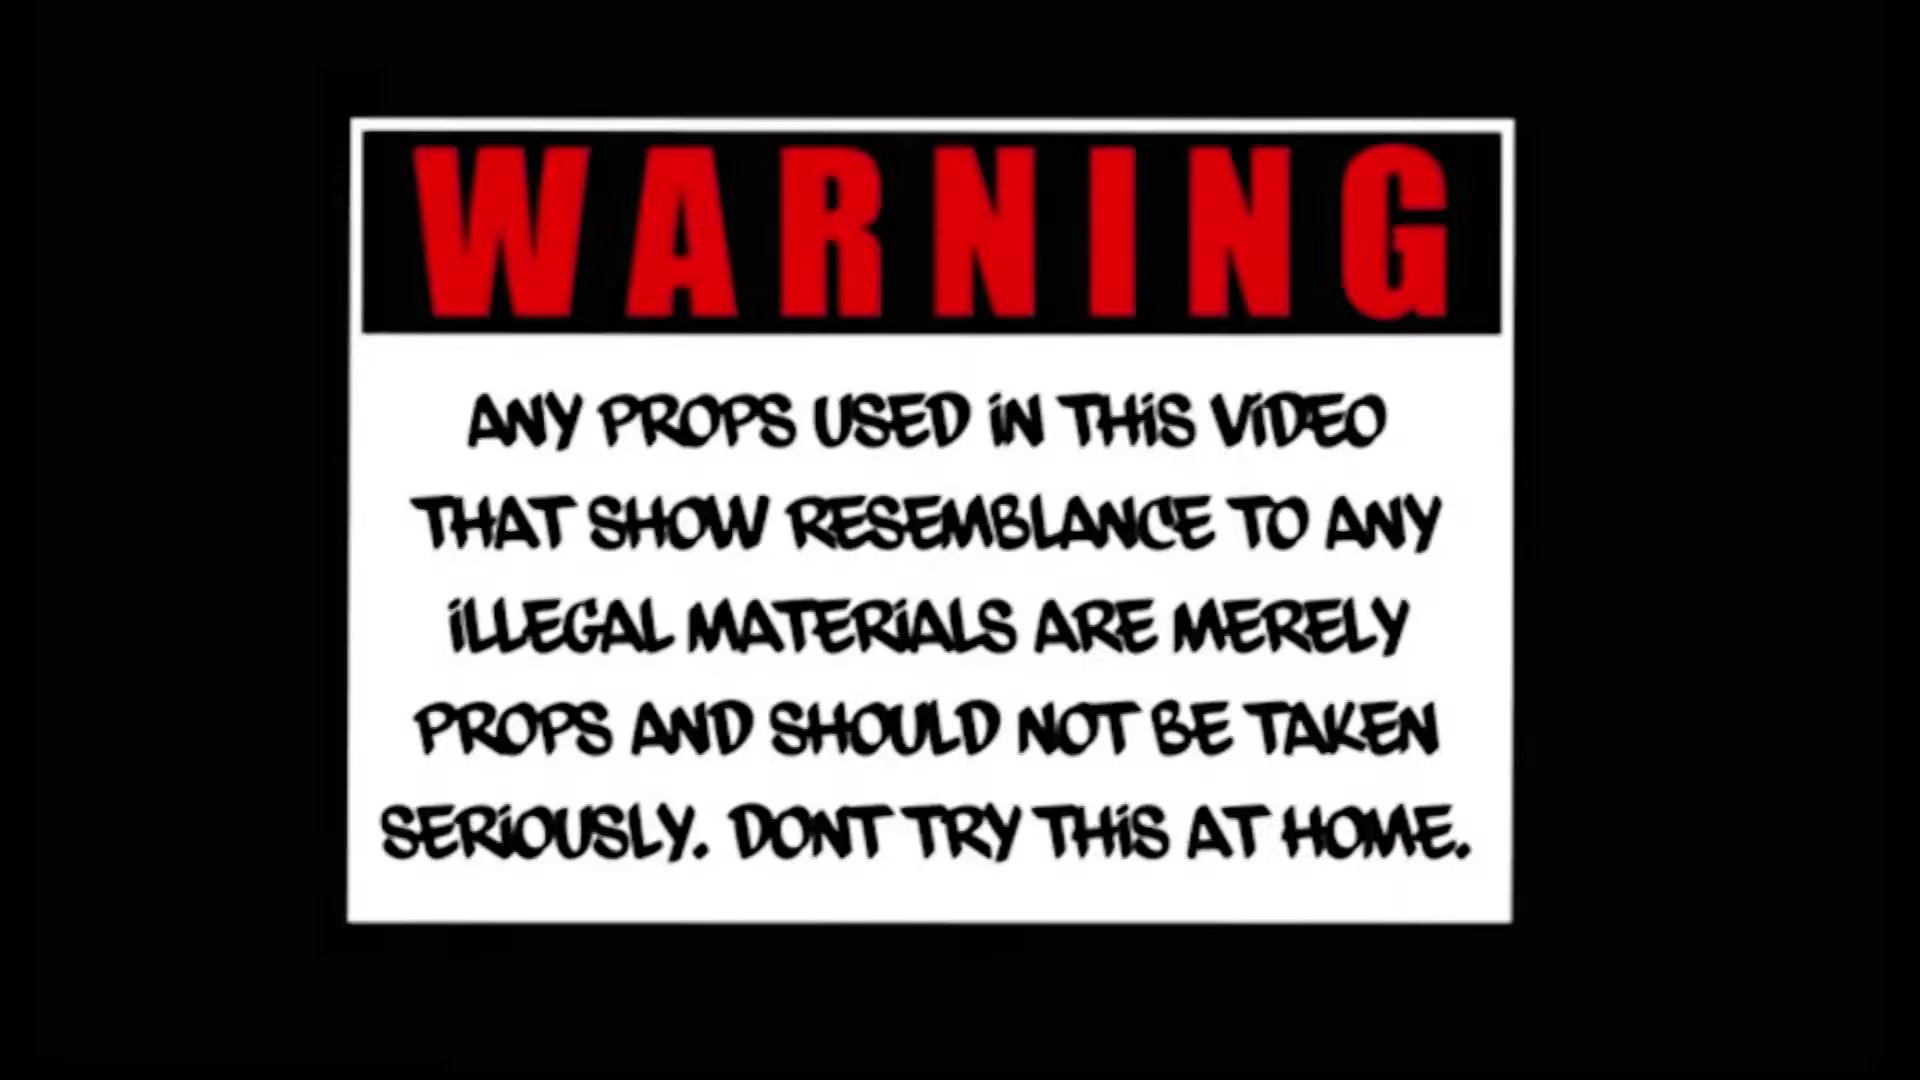 WARNING
ANY PROPS USED iN THiS ViDEO
THAT SHOW RESEMBLANCE TO ANY
iLLEGAL MATERiALS ARE MERELY
PROPS AND SHOULD NOT BE TAKEN
SERiOUSLY. DONT TRY THiS AT HOME.